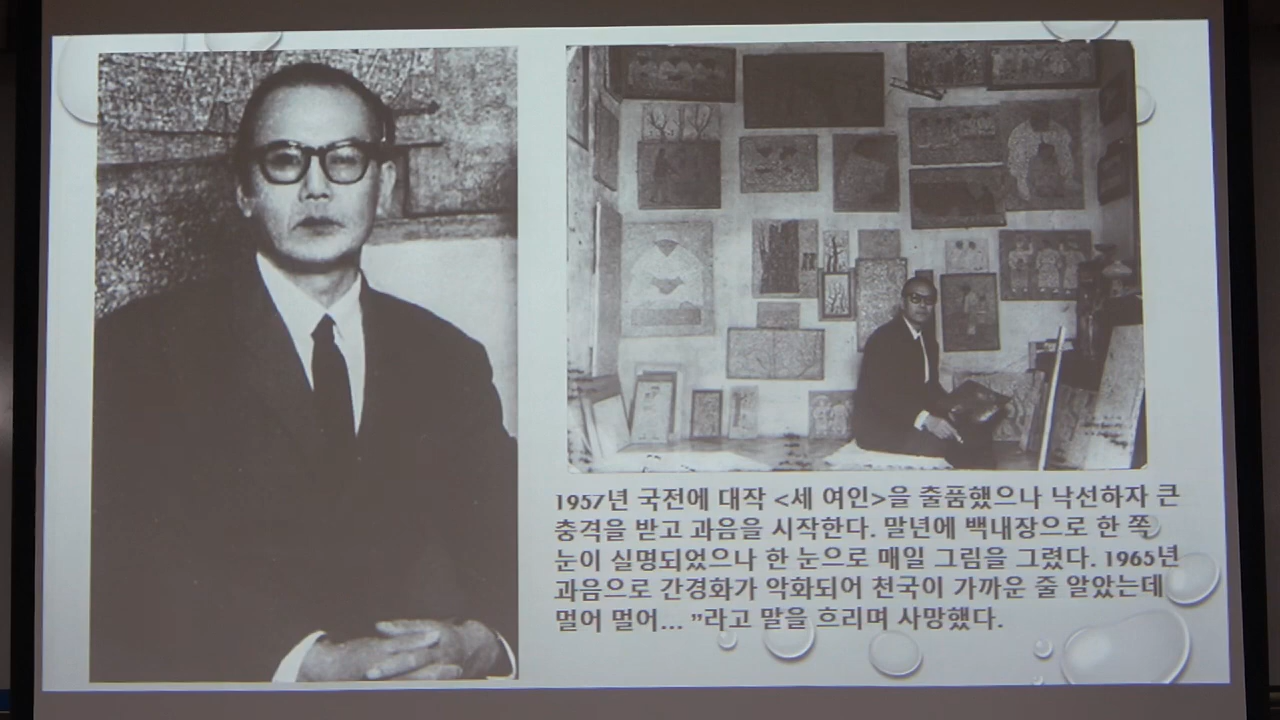 1957년 국전에 대작 <세 여인>을 출품했으나 낙선하자 큰
충격을 받고 과음을 시작한다. 말년에 백내장으로 한 쪽
눈이 실명되었으나 한 눈으로 매일 그림을 그렸다. 1965년
과음으로 간경화가 악화되어 천국이 가까운 줄 알았는데
멀어 멀어... ”라고 말을 흐리며 사망했다.